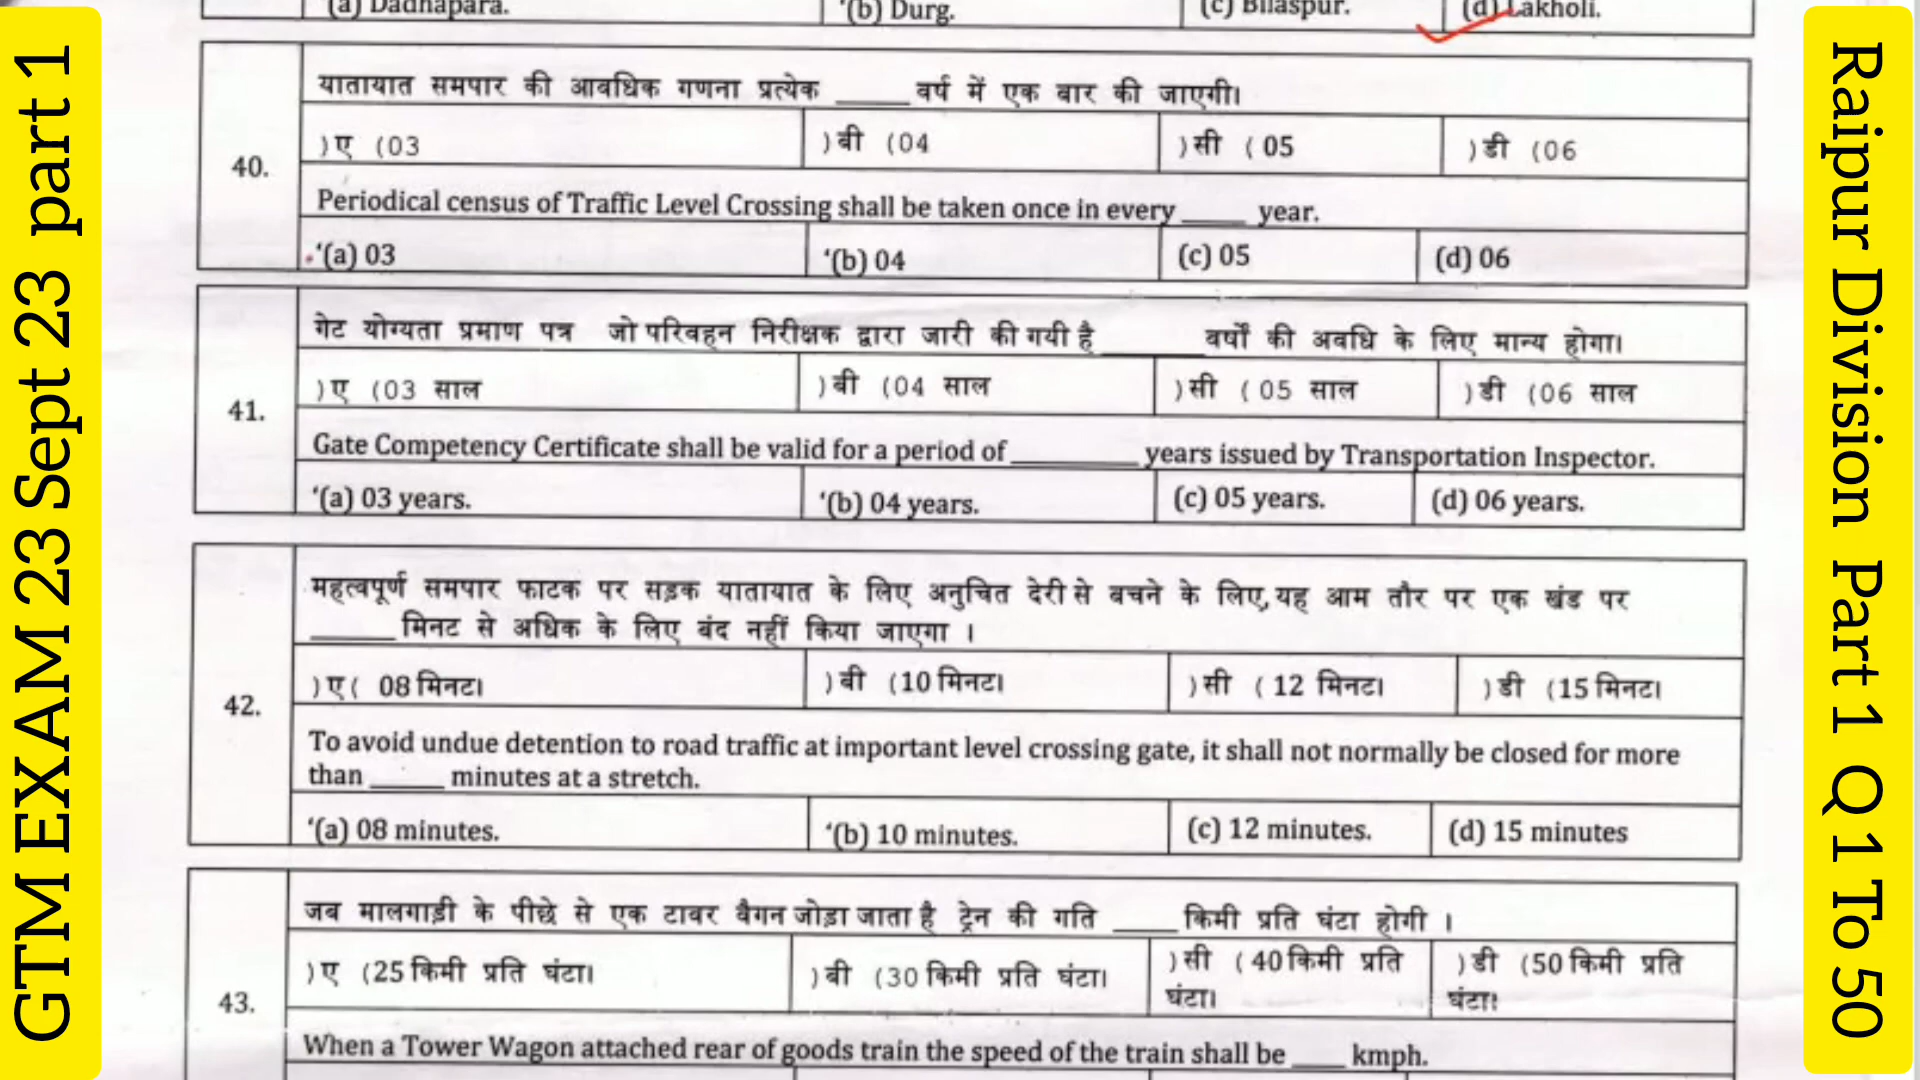 GTM EXAM 23 Sept 23 part 1
(a) Dadhapara.
'(b) Durg.
(c) Bilaspur.
(d) Lakholi.
40.
यातायात समपार की आवधिक गणना प्रत्येक _____ वर्ष में एक बार की जाएगी।
)ए (03
)बी (04
)सी ( 05
)डी (06
Periodical census of Traffic Level Crossing shall be taken once in every _____ year.
'(a) 03
'(b) 04
(c) 05
(d) 06
41.
गेट योग्यता प्रमाण पत्र जो परिवहन निरीक्षक द्वारा जारी की गयी है _______ वर्षों की अवधि के लिए मान्य होगा।
)ए (03 साल
)बी (04 साल
)सी ( 05 साल
)डी (06 साल
Gate Competency Certificate shall be valid for a period of _________ years issued by Transportation Inspector.
'(a) 03 years.
'(b) 04 years.
(c) 05 years.
(d) 06 years.
42.
महत्वपूर्ण समपार फाटक पर सड़क यातायात के लिए अनुचित देरी से बचने के लिए,यह आम तौर पर एक खंड पर
______ मिनट से अधिक के लिए बंद नहीं किया जाएगा ।
)ए( 08 मिनट।
)बी (10 मिनट।
)सी ( 12 मिनट।
)डी (15 मिनट।
To avoid undue detention to road traffic at important level crossing gate, it shall not normally be closed for more
than _____ minutes at a stretch.
'(a) 08 minutes.
'(b) 10 minutes.
(c) 12 minutes.
(d) 15 minutes
43.
जब मालगाड़ी के पीछे से एक टावर वैगन जोड़ा जाता है ट्रेन की गति ____ किमी प्रति घंटा होगी ।
)ए (25 किमी प्रति घंटा।
)बी (30 किमी प्रति घंटा।
)सी ( 40 किमी प्रति
घंटा।
)डी (50 किमी प्रति
घंटा।
When a Tower Wagon attached rear of goods train the speed of the train shall be ____ kmph.
Raipur Division Part 1 Q 1 To 50